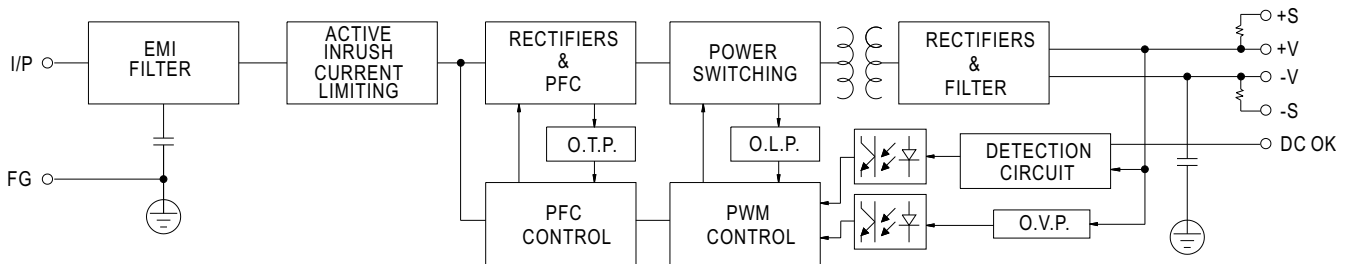 I/P
EMI
FILTER
ACTIVE
INRUSH
CURRENT
LIMITING
RECTIFIERS
&
PFC
POWER
SWITCHING
RECTIFIERS
&
FILTER
+S
+V
-V
-S
DC OK
O.T.P.
O.L.P.
DETECTION
CIRCUIT
FG
PFC
CONTROL
PWM
CONTROL
O.V.P.